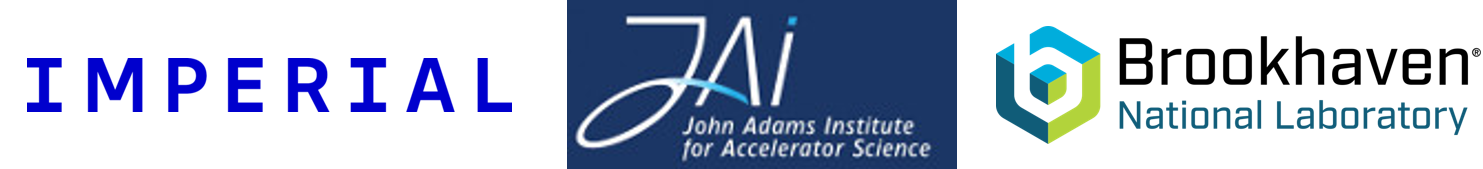 IMPERIAL
JAi
John Adams Institute
for Accelerator Science
Brookhaven®
National Laboratory